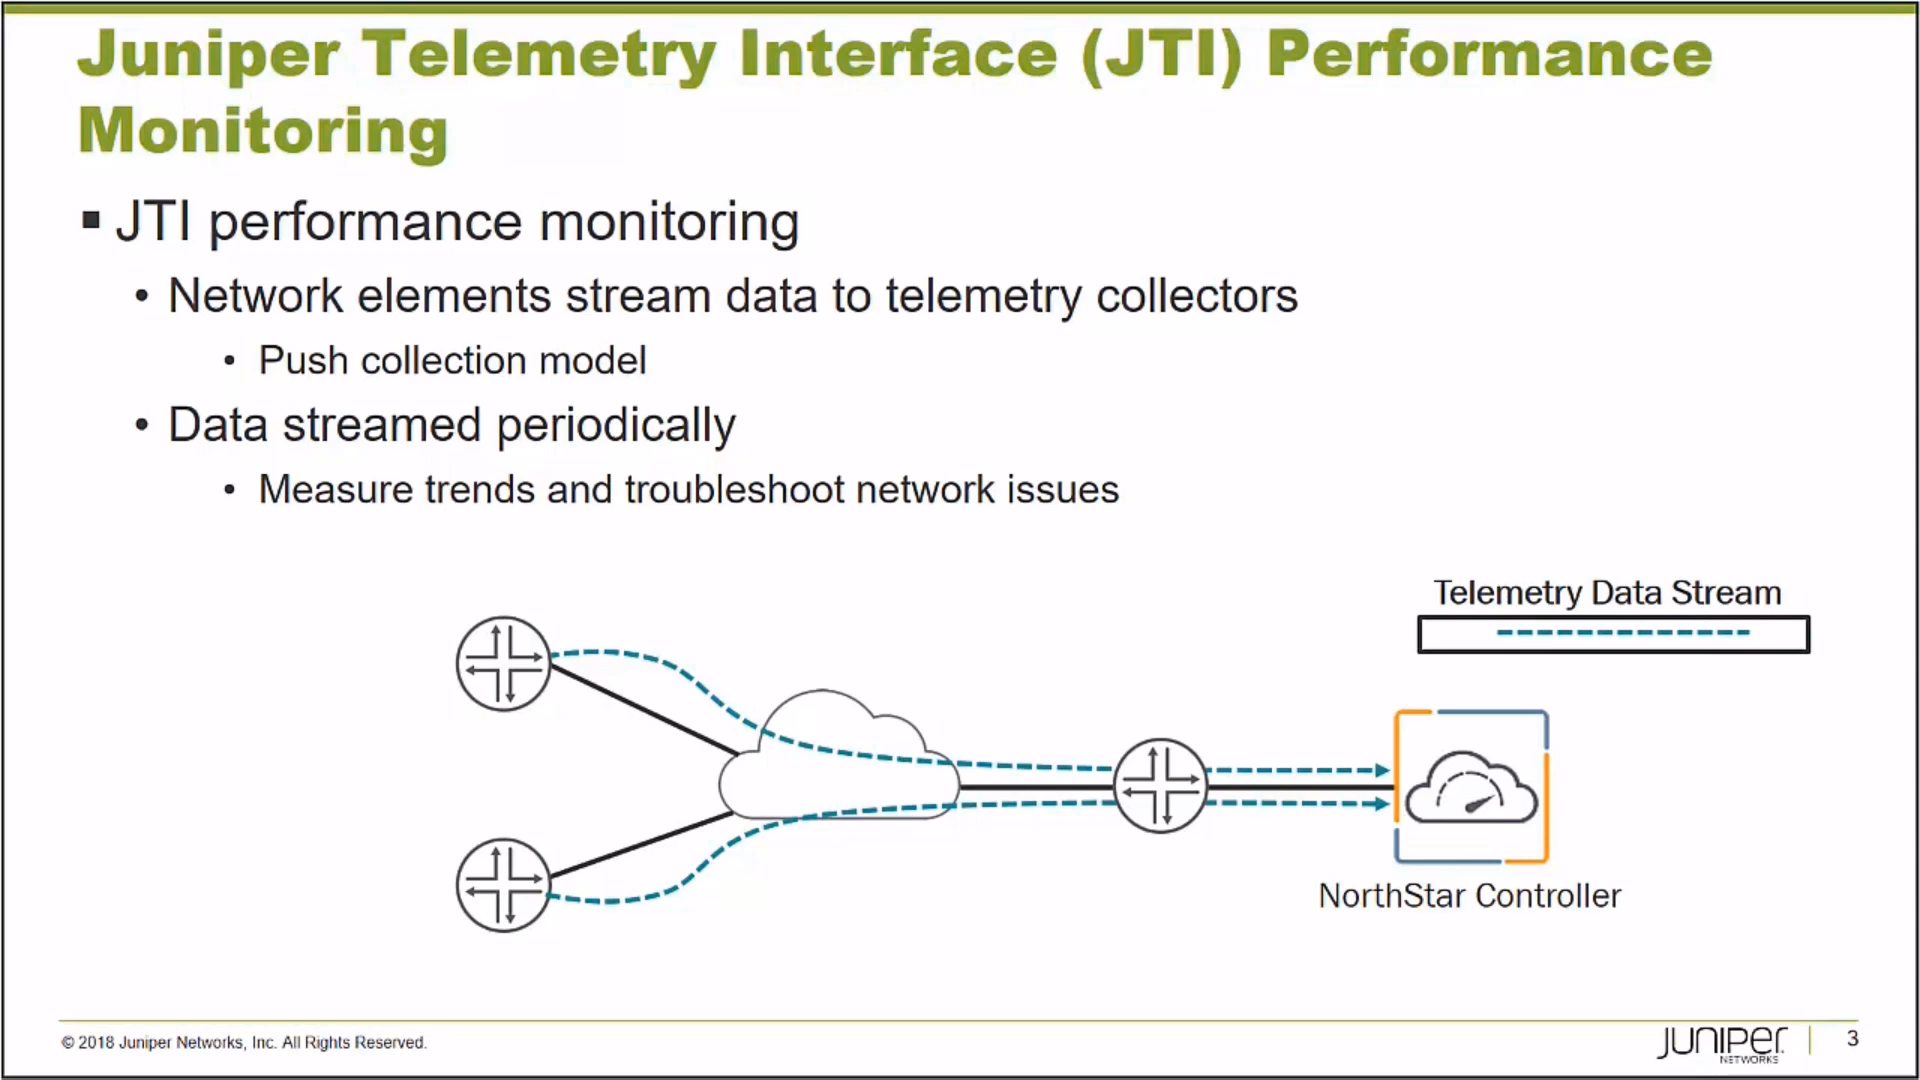 Juniper Telemetry Interface (JTI) Performance
Monitoring
▪ JTI performance monitoring
• Network elements stream data to telemetry collectors
• Push collection model
• Data streamed periodically
• Measure trends and troubleshoot network issues
Telemetry Data Stream
NorthStar Controller
© 2018 Juniper Networks, Inc. All Rights Reserved.
JUNIPER
NETWORKS
3